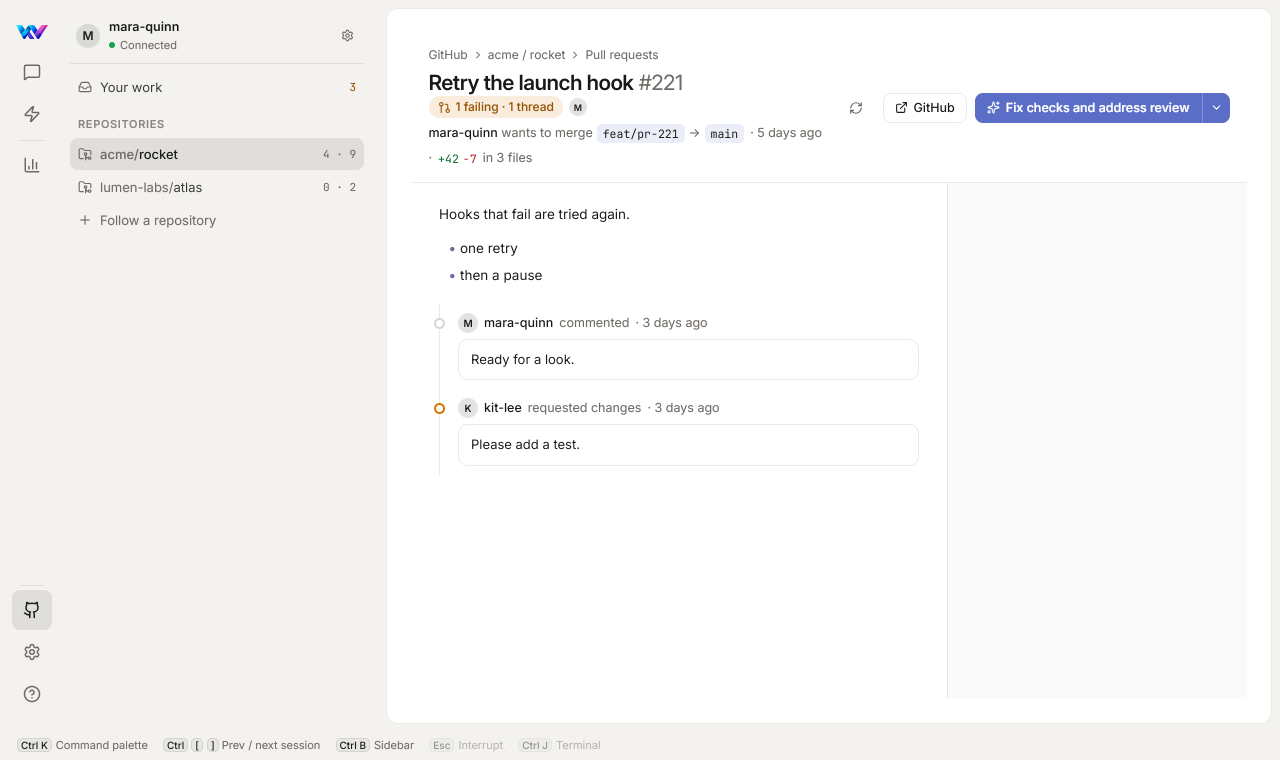 M mara-quinn
Connected
Your work 3
REPOSITORIES
acme/rocket 4 · 9
lumen-labs/atlas 0 · 2
Follow a repository
GitHub > acme / rocket > Pull requests
Retry the launch hook #221
1 failing · 1 thread M
GitHub
Fix checks and address review
mara-quinn wants to merge feat/pr-221 → main · 5 days ago
· +42 -7 in 3 files
Hooks that fail are tried again.
• one retry
• then a pause
M mara-quinn commented · 3 days ago
Ready for a look.
K kit-lee requested changes · 3 days ago
Please add a test.
Ctrl K Command palette · Ctrl [ ] Prev / next session · Ctrl B Sidebar · Esc Interrupt · Ctrl J Terminal